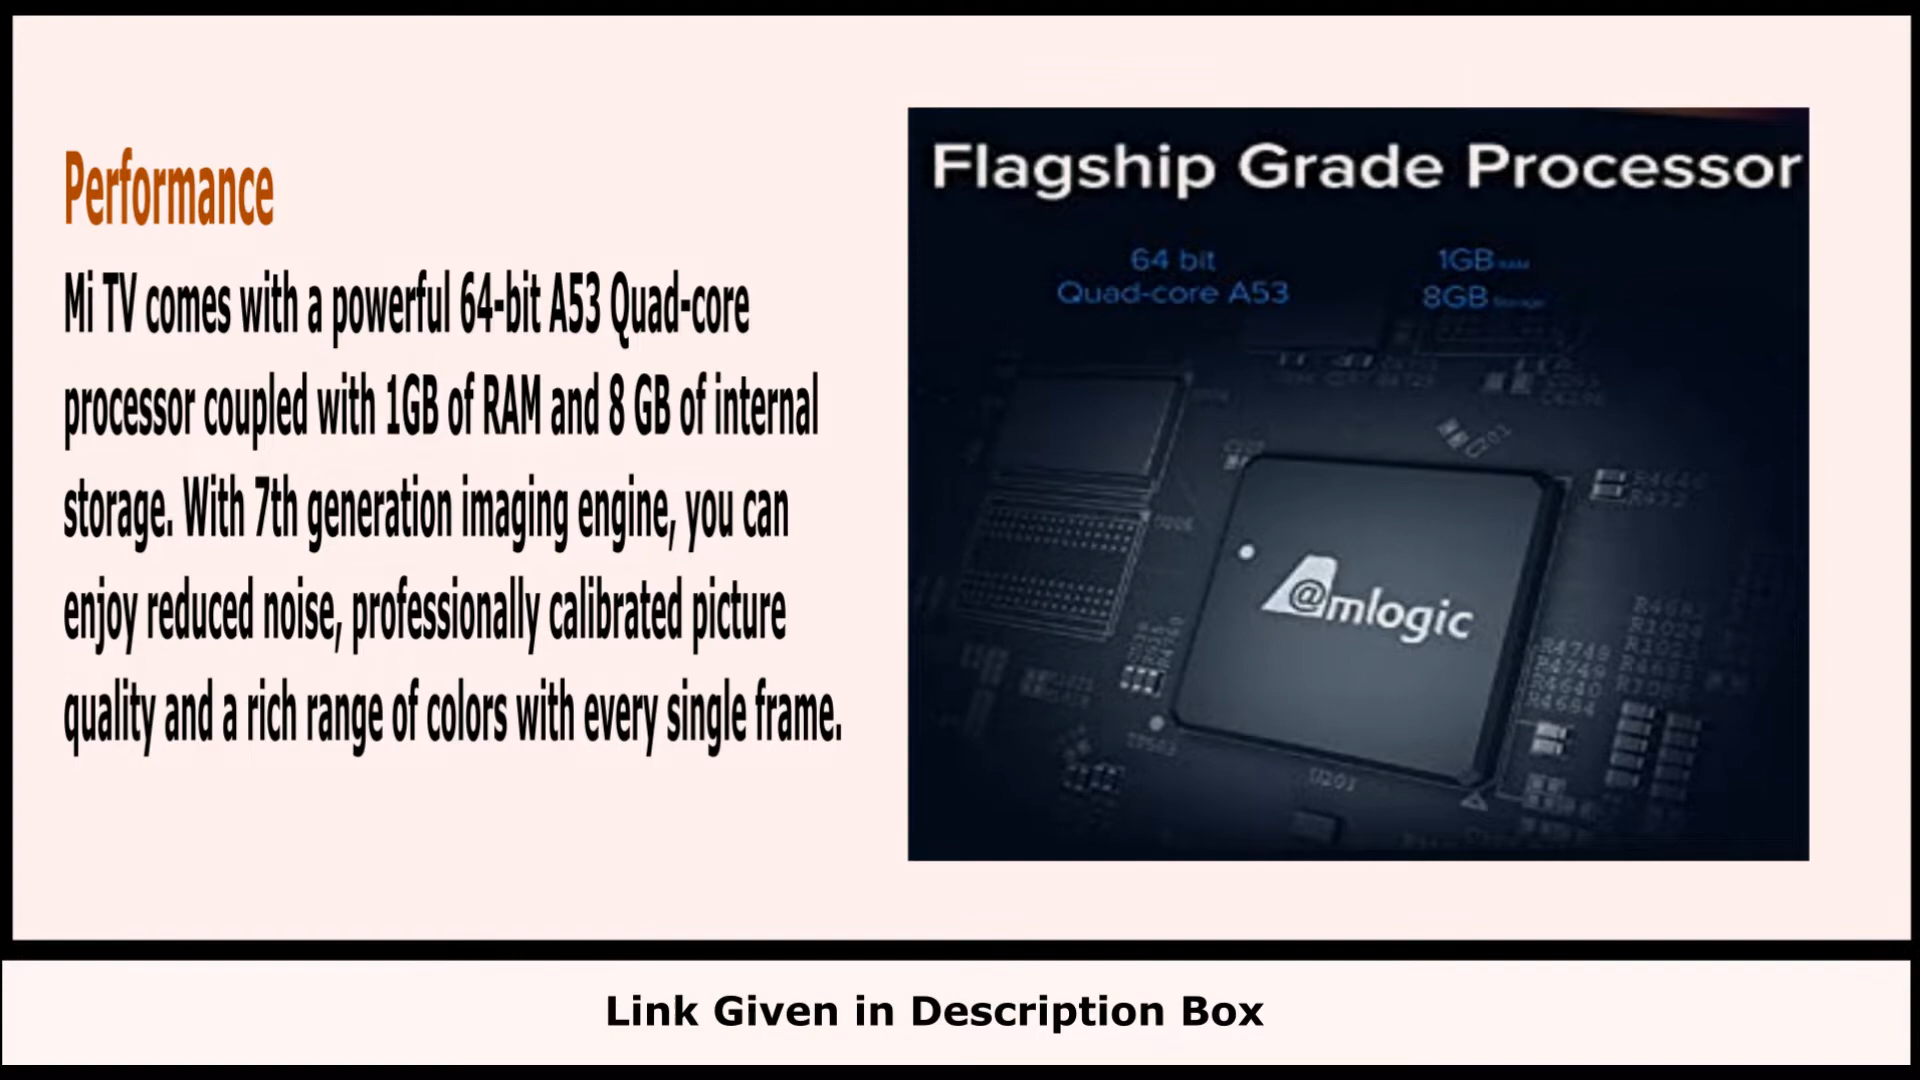 Performance
Mi TV comes with a powerful 64-bit A53 Quad-core
processor coupled with 1GB of RAM and 8 GB of internal
storage. With 7th generation imaging engine, you can
enjoy reduced noise, professionally calibrated picture
quality and a rich range of colors with every single frame.
Flagship Grade Processor
64 bit
Quad-core A53
1GB RAM
8GB Storage
@mlogic
U201
Link Given in Description Box